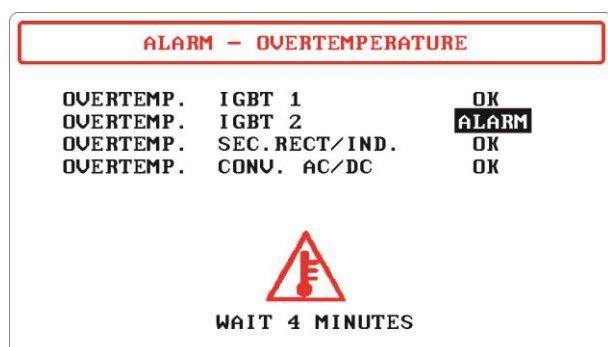 ALARM – OVERTEMPERATURE
OVERTEMP. IGBT 1 OK
OVERTEMP. IGBT 2 ALARM
OVERTEMP. SEC.RECT/IND. OK
OVERTEMP. CONV. AC/DC OK
WAIT 4 MINUTES